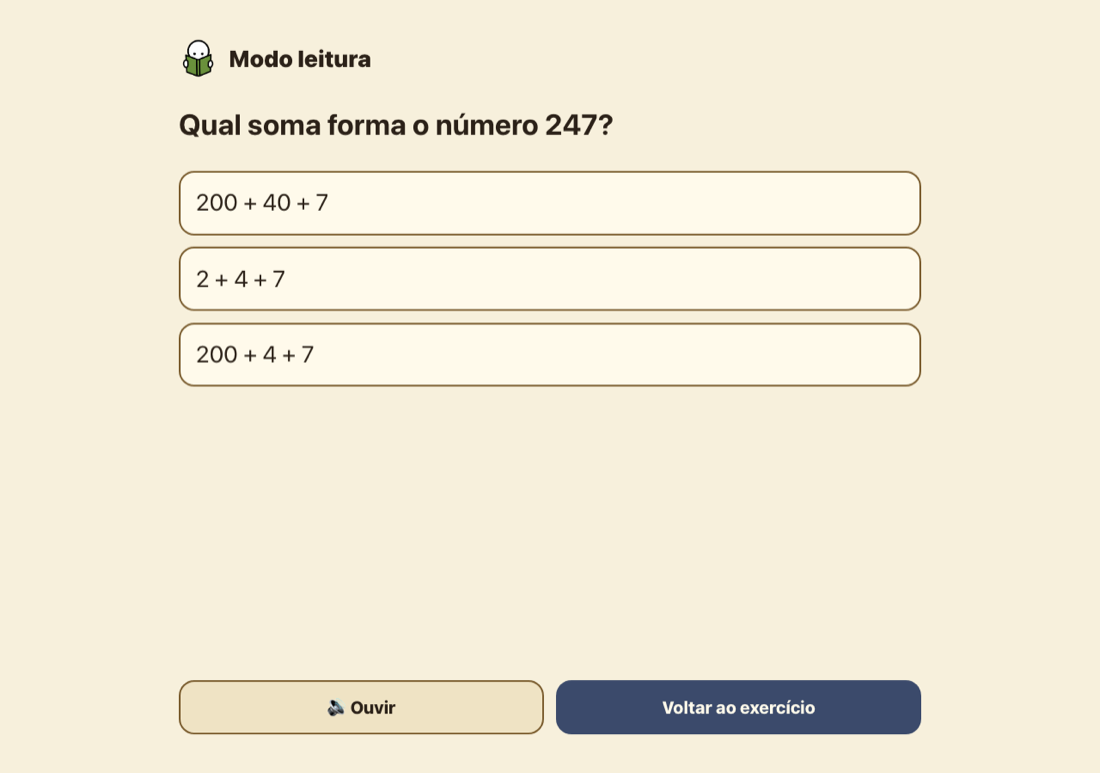 Modo leitura
Qual soma forma o número 247?
200 + 40 + 7
2 + 4 + 7
200 + 4 + 7
🔊 Ouvir
Voltar ao exercício